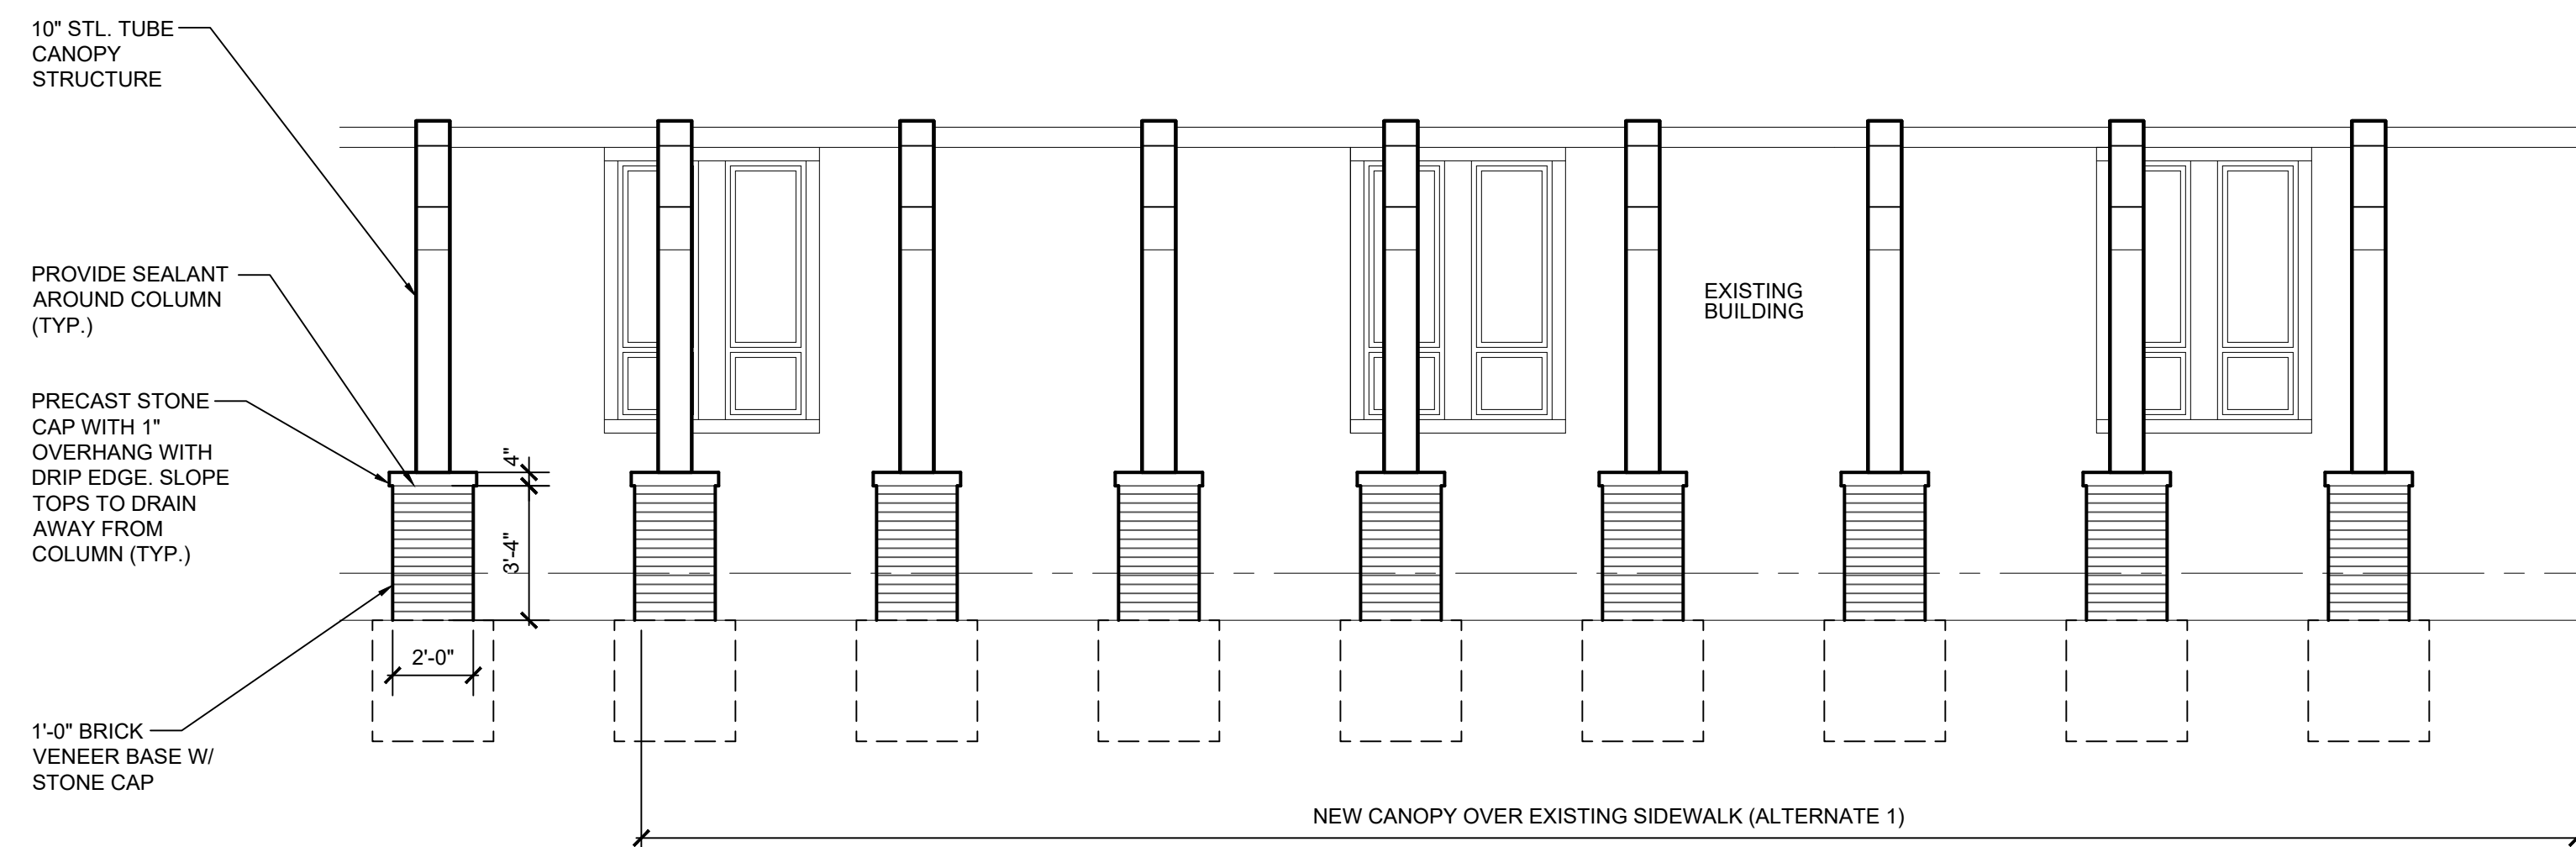 10" STL. TUBE
CANOPY
STRUCTURE
PROVIDE SEALANT
AROUND COLUMN
(TYP.)
PRECAST STONE
CAP WITH 1"
OVERHANG WITH
DRIP EDGE. SLOPE
TOPS TO DRAIN
AWAY FROM
COLUMN (TYP.)
1'-0" BRICK
VENEER BASE W/
STONE CAP
4"
3'-4"
2'-0"
EXISTING
BUILDING
NEW CANOPY OVER EXISTING SIDEWALK (ALTERNATE 1)